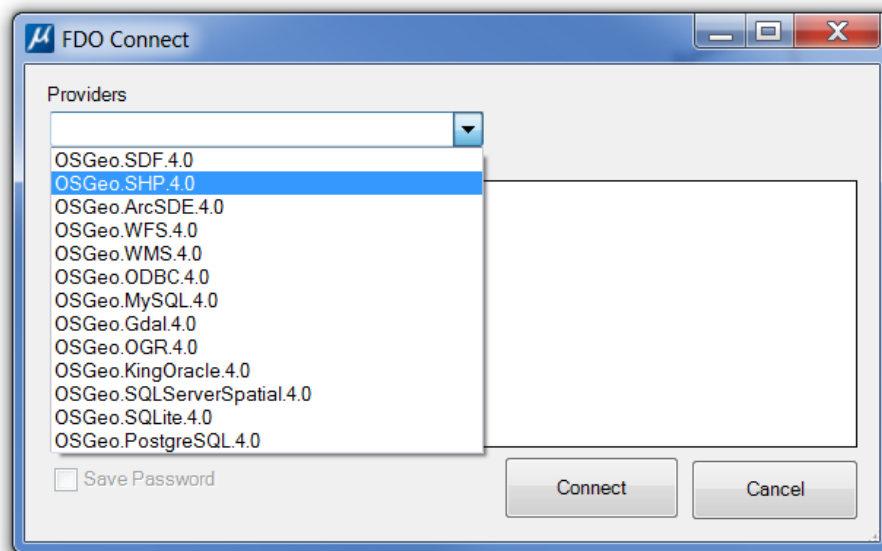 FDO Connect
Providers
OSGeo.SDF.4.0
OSGeo.SHP.4.0
OSGeo.ArcSDE.4.0
OSGeo.WFS.4.0
OSGeo.WMS.4.0
OSGeo.ODBC.4.0
OSGeo.MySQL.4.0
OSGeo.Gdal.4.0
OSGeo.OGR.4.0
OSGeo.KingOracle.4.0
OSGeo.SQLServerSpatial.4.0
OSGeo.SQLite.4.0
OSGeo.PostgreSQL.4.0
Save Password
Connect
Cancel